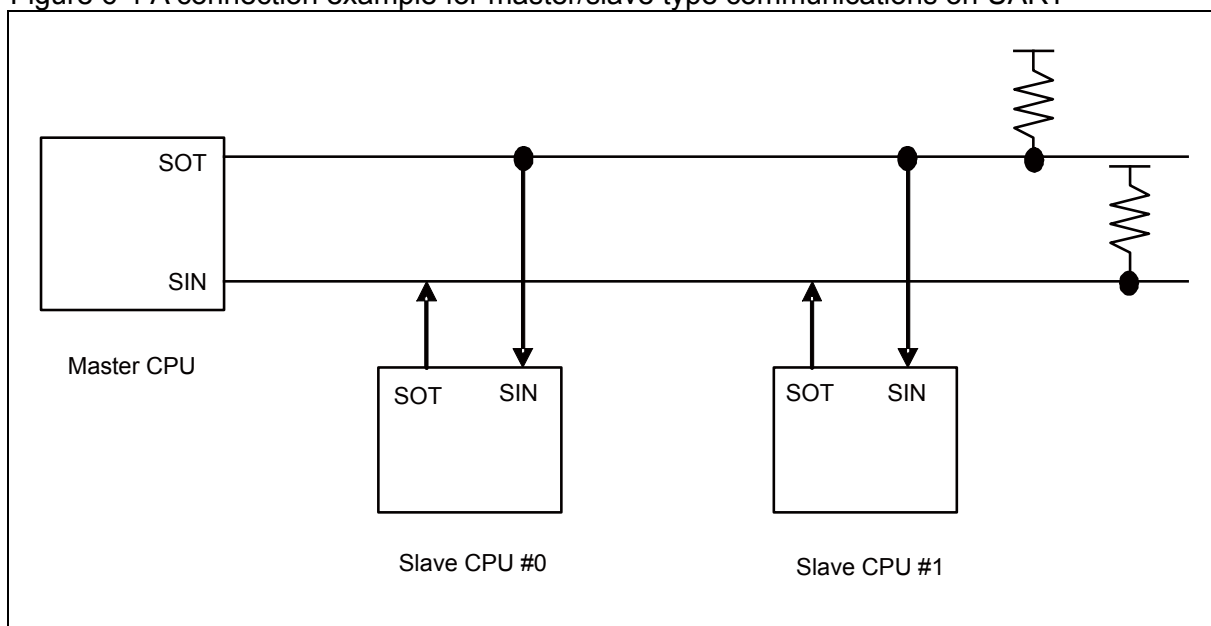 Figure 6-1 A connection example for master/slave type communications on UART
SOT
SIN
Master CPU
SOT SIN
SOT SIN
Slave CPU #0
Slave CPU #1